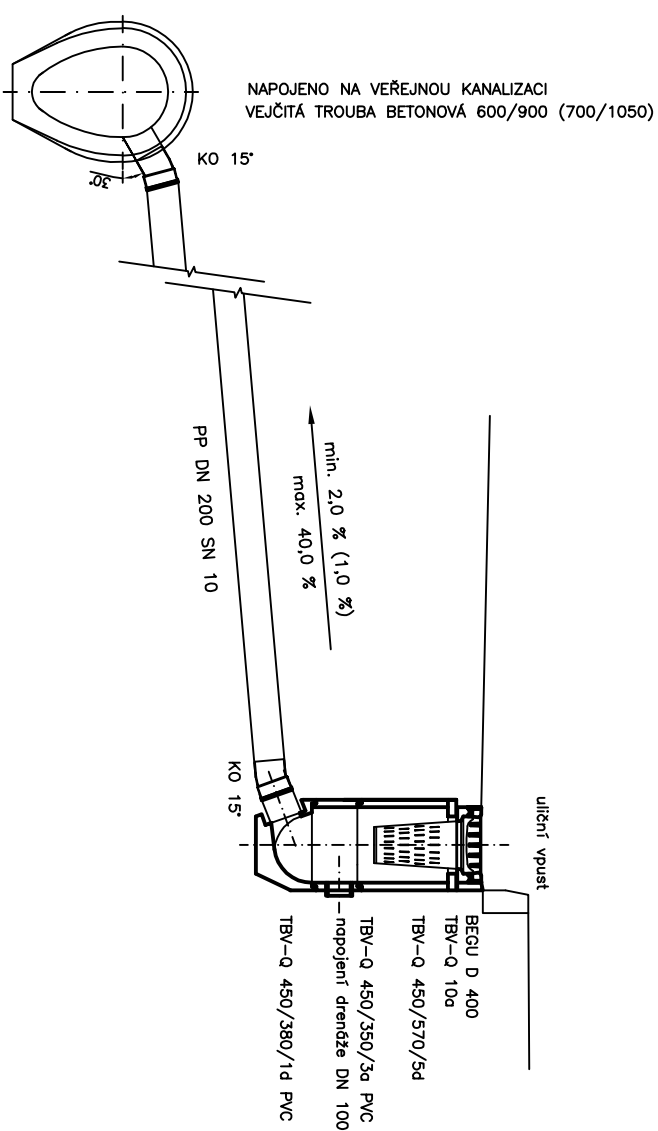 NAPOJENO NA VEŘEJNOU KANALIZACI
VEJČITÁ TROUBA BETONOVÁ 600/900 (700/1050)
KO 15°
30°
PP DN 200 SN 10
min. 2,0 % (1,0 %)
max. 40,0 %
KO 15°
uliční vpust
BEGU D 400
TBV-Q 10a
TBV-Q 450/570/5d
TBV-Q 450/350/3a PVC
napojení drenáže DN 100
TBV-Q 450/380/1d PVC